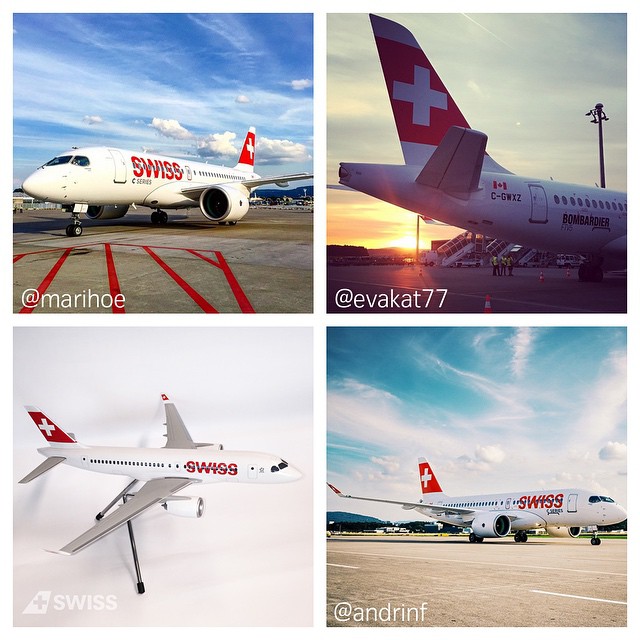 SWISS
C SERIES
@marihoe
C-GWXZ
BOMBARDIER
@evakat77
SWISS
SWISS
SWISS
C SERIES
@andrinf